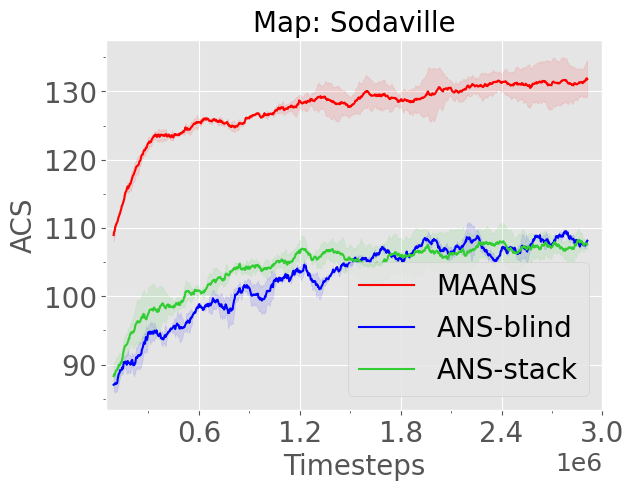 Map: Sodaville
ACS
130
120
110
100
90
MAANS
ANS-blind
ANS-stack
0.6 1.2 1.8 2.4 3.0
Timesteps
1e6